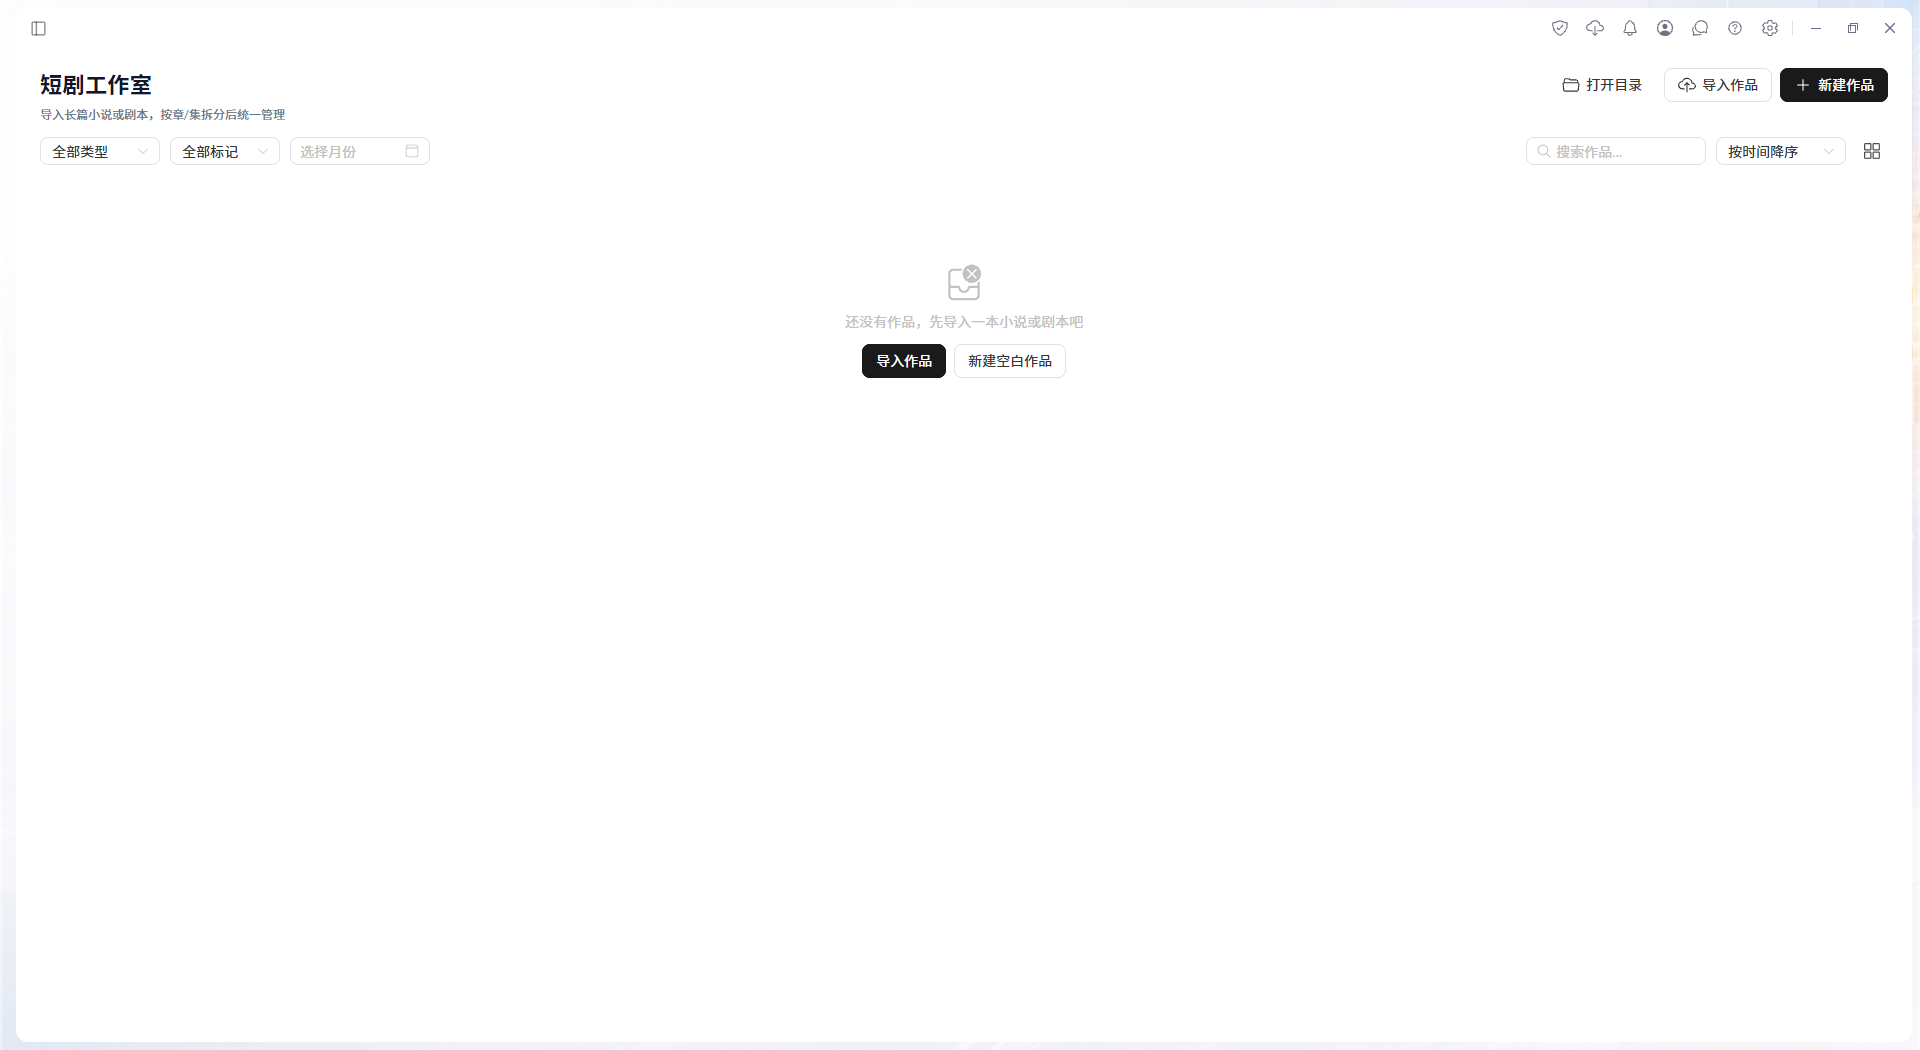 短剧工作室
打开目录
导入作品
新建作品
导入长篇小说或剧本，按章/集拆分后统一管理
全部类型
全部标记
选择月份
搜索作品...
按时间降序
还没有作品，先导入一本小说或剧本吧
导入作品
新建空白作品